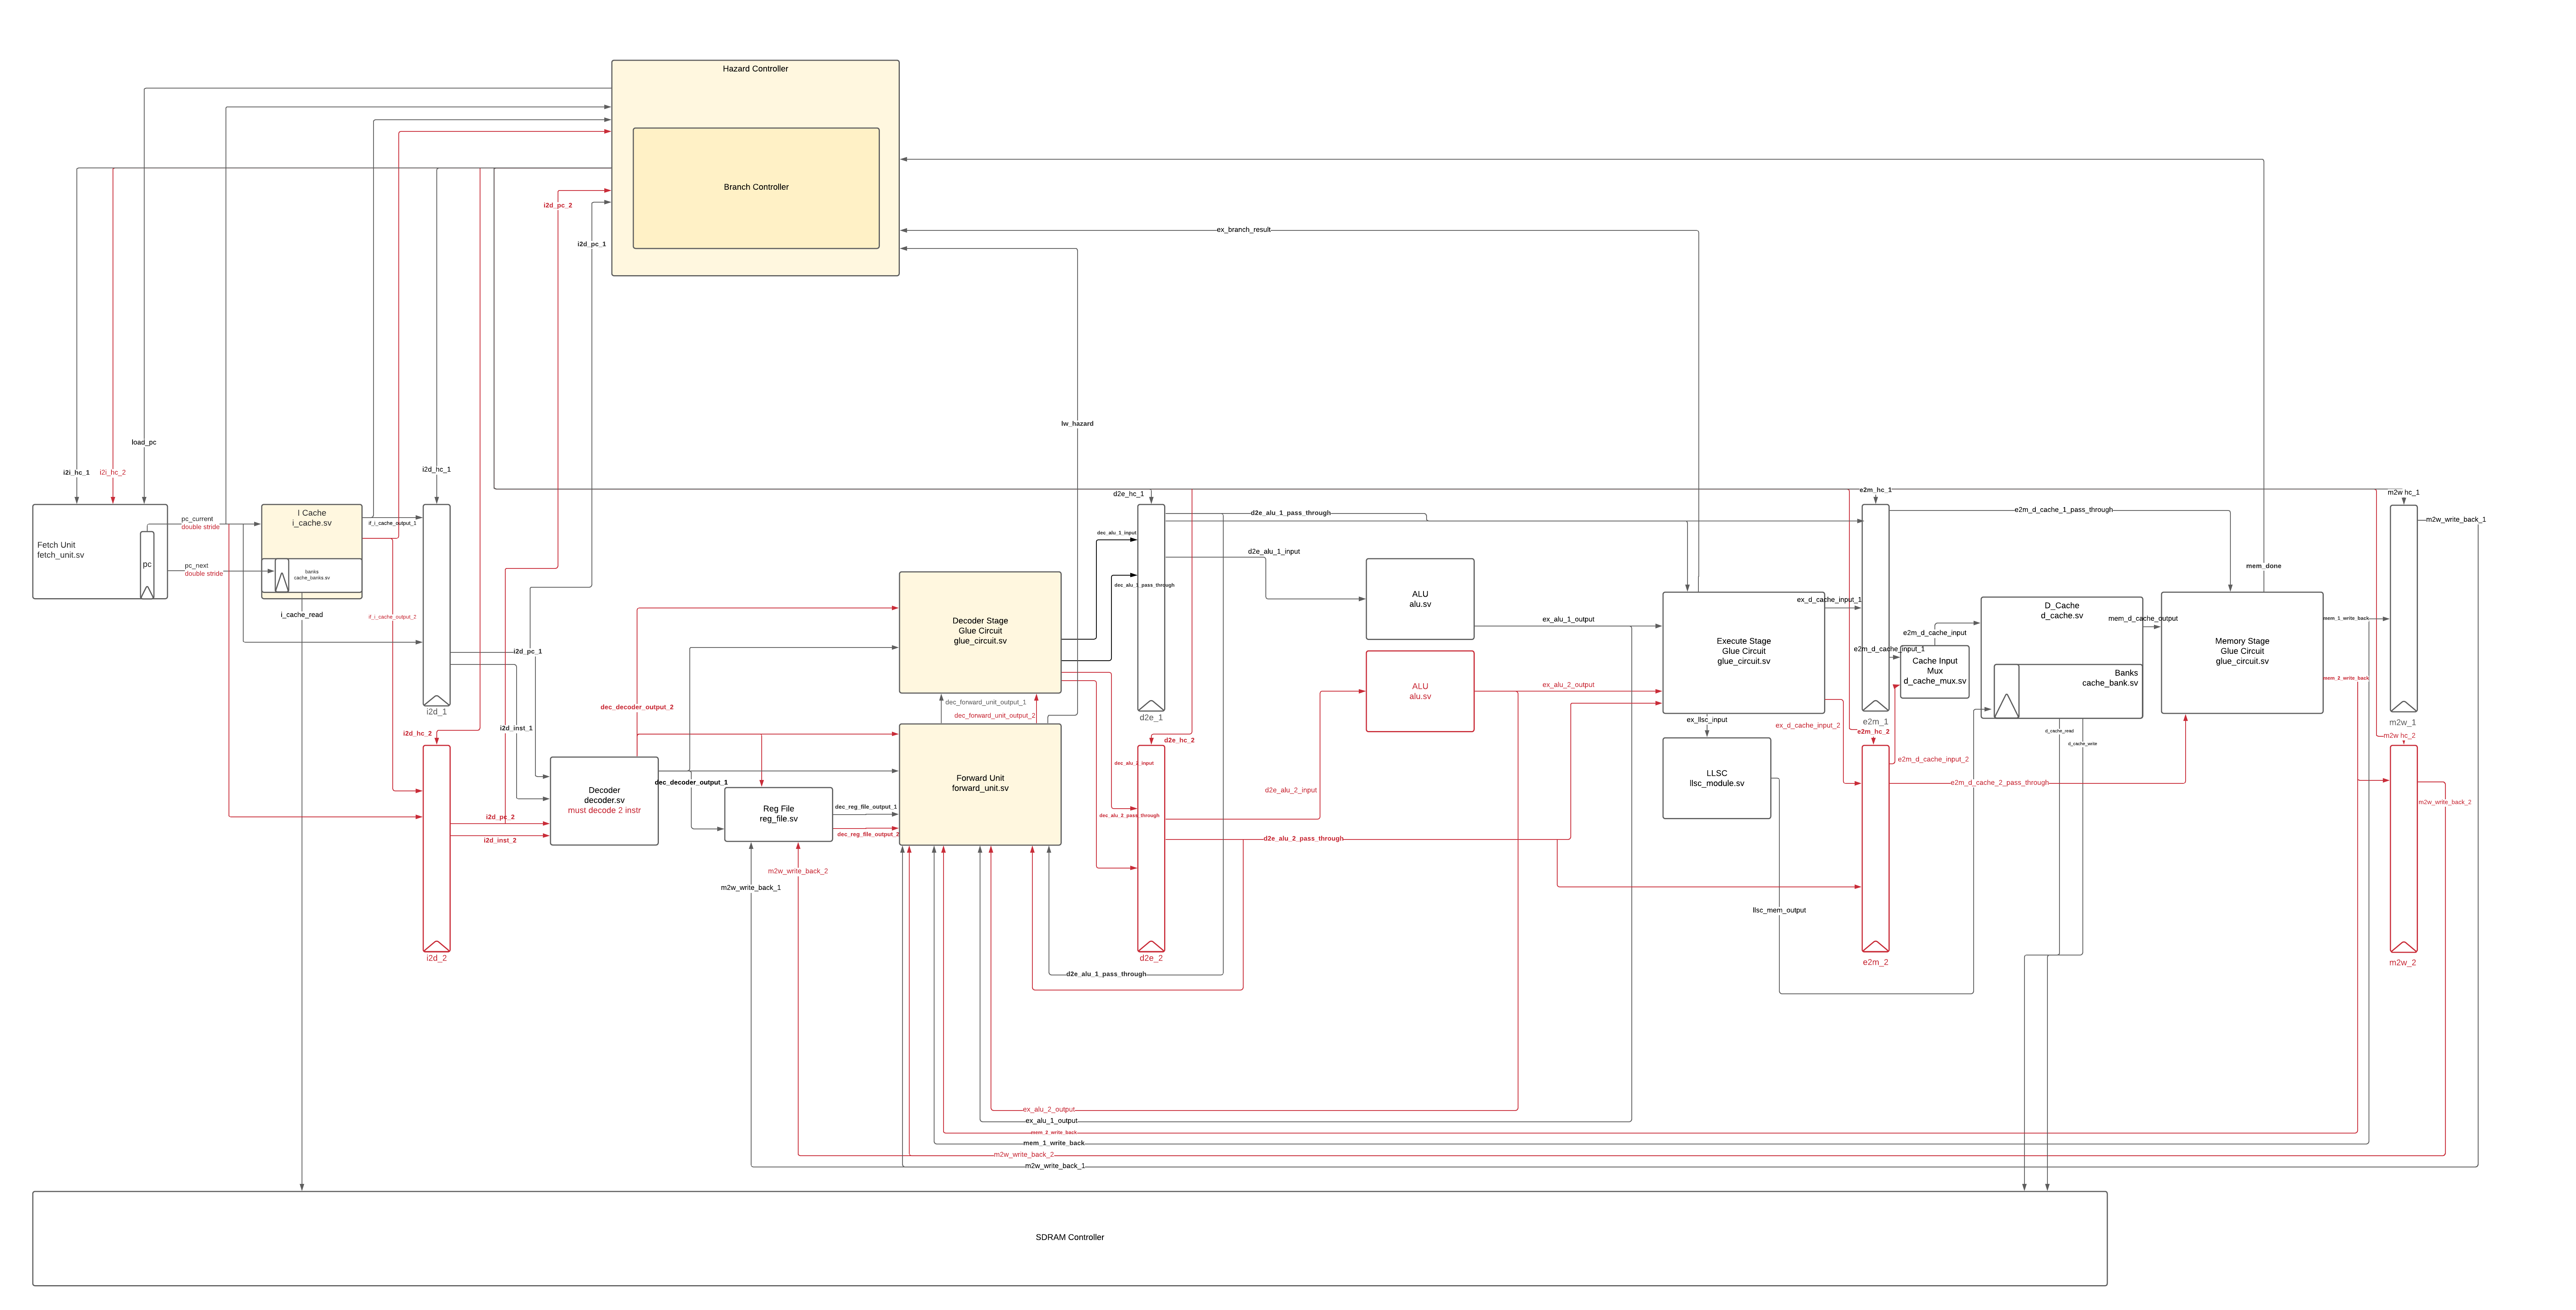 Hazard Controller
Branch Controller
i2d_pc_2
i2d_pc_1
ex_branch_result
lw_hazard
load_pc
i2i_hc_1
i2i_hc_2
i2d_hc_1
Fetch Unit
fetch_unit.sv
pc
pc_current
double stride
pc_next
double stride
I Cache
i_cache.sv
banks
cache_banks.sv
i_cache_read
if_i_cache_output_1
if_i_cache_output_2
i2d_1
i2d_hc_2
i2d_2
i2d_pc_1
i2d_inst_1
i2d_pc_2
i2d_inst_2
Decoder
decoder.sv
must decode 2 instr
dec_decoder_output_2
dec_decoder_output_1
Reg File
reg_file.sv
dec_reg_file_output_1
dec_reg_file_output_2
m2w_write_back_2
m2w_write_back_1
Decoder Stage
Glue Circuit
glue_circuit.sv
dec_forward_unit_output_1
dec_forward_unit_output_2
Forward Unit
forward_unit.sv
d2e_hc_1
dec_alu_1_input
dec_alu_1_pass_through
d2e_1
d2e_hc_2
dec_alu_2_input
dec_alu_2_pass_through
d2e_2
d2e_alu_1_pass_through
d2e_alu_1_input
d2e_alu_2_input
d2e_alu_2_pass_through
d2e_alu_1_pass_through
ALU
alu.sv
ALU
alu.sv
ex_alu_1_output
ex_alu_2_output
Execute Stage
Glue Circuit
glue_circuit.sv
ex_llsc_input
LLSC
llsc_module.sv
llsc_mem_output
ex_d_cache_input_1
ex_d_cache_input_2
e2m_hc_1
e2m_1
e2m_hc_2
e2m_2
e2m_d_cache_1_pass_through
e2m_d_cache_input
e2m_d_cache_input_1
Cache Input
Mux
d_cache_mux.sv
e2m_d_cache_input_2
e2m_d_cache_2_pass_through
D_Cache
d_cache.sv
Banks
cache_bank.sv
d_cache_read
d_cache_write
mem_d_cache_output
mem_done
Memory Stage
Glue Circuit
glue_circuit.sv
mem_1_write_back
mem_2_write_back
m2w hc_1
m2w_1
m2w hc_2
m2w_2
m2w_write_back_1
m2w_write_back_2
ex_alu_2_output
ex_alu_1_output
mem_2_write_back
mem_1_write_back
m2w_write_back_2
m2w_write_back_1
SDRAM Controller